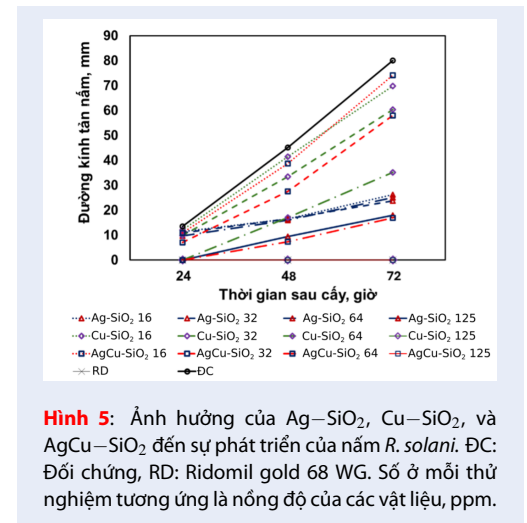 90
80
70
60
50
40
30
20
10
0
Đường kính tản nấm, mm
24 48 72
Thời gian sau cấy, giờ
Ag-SiO₂ 16 Ag-SiO₂ 32 Ag-SiO₂ 64 Ag-SiO₂ 125
Cu-SiO₂ 16 Cu-SiO₂ 32 Cu-SiO₂ 64 Cu-SiO₂ 125
AgCu-SiO₂ 16 AgCu-SiO₂ 32 AgCu-SiO₂ 64 AgCu-SiO₂ 125
RD ĐC
Hình 5: Ảnh hưởng của Ag−SiO₂, Cu−SiO₂, và
AgCu−SiO₂ đến sự phát triển của nấm R. solani. ĐC:
Đối chứng, RD: Ridomil gold 68 WG. Số ở mỗi thử
nghiệm tương ứng là nồng độ của các vật liệu, ppm.